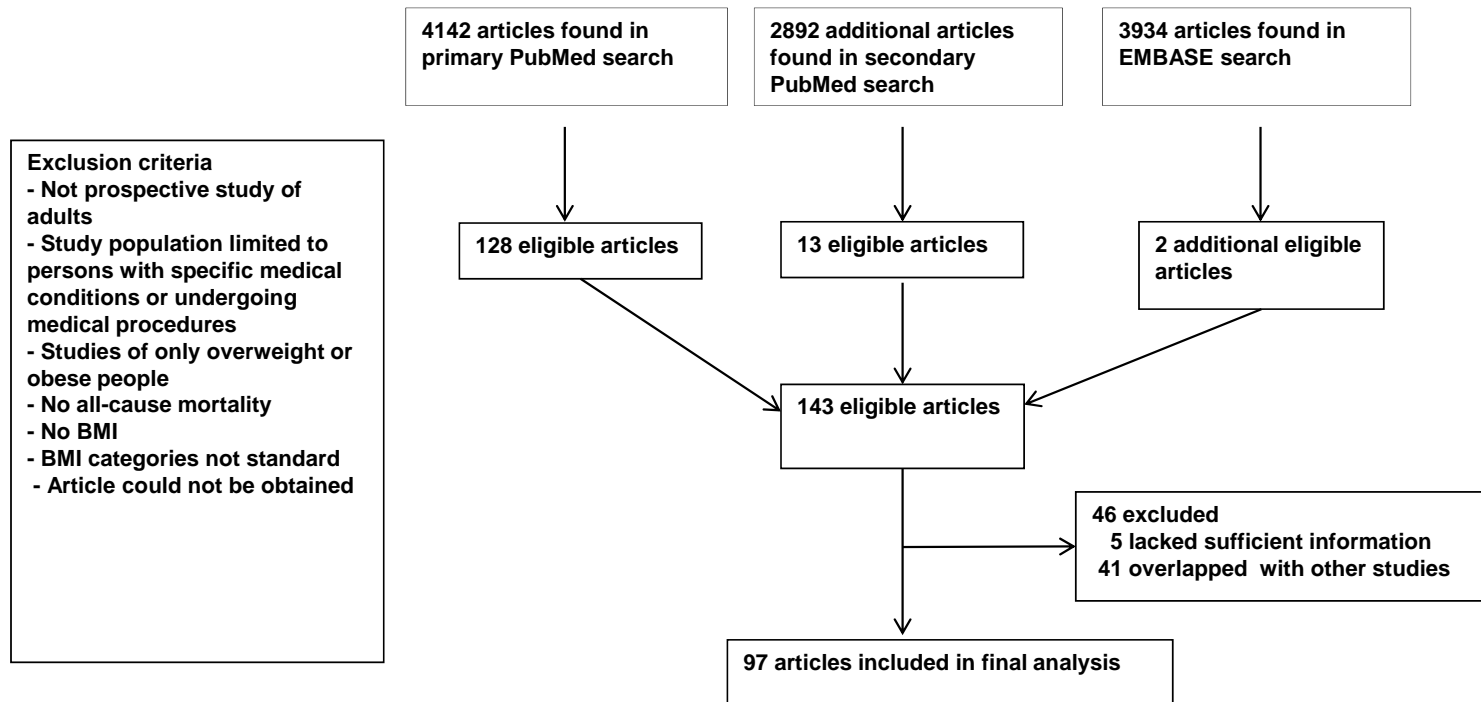 4142 articles found in
primary PubMed search
2892 additional articles
found in secondary
PubMed search
3934 articles found in
EMBASE search
Exclusion criteria
- Not prospective study of
adults
- Study population limited to
persons with specific medical
conditions or undergoing
medical procedures
- Studies of only overweight or
obese people
- No all-cause mortality
- No BMI
- BMI categories not standard
- Article could not be obtained
128 eligible articles
13 eligible articles
2 additional eligible
articles
143 eligible articles
46 excluded
5 lacked sufficient information
41 overlapped with other studies
97 articles included in final analysis